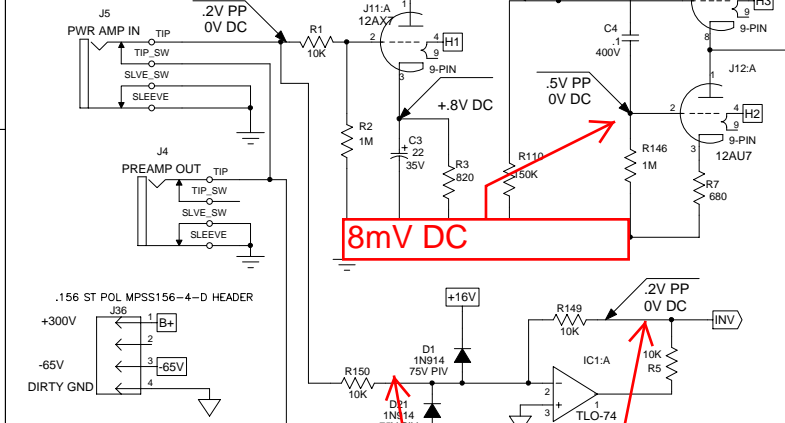 J5
PWR AMP IN
TIP
TIP_SW
SLVE_SW
SLEEVE
.2V PP
0V DC
R1
10K
J11:A
12AX7
1
2
3
4
9
H1
9-PIN
+.8V DC
R2
1M
C3
+
22
35V
R3
820
R110
150K
C4
.1
400V
.5V PP
0V DC
R146
1M
H3
9
8
9-PIN
J12:A
1
2
3
4
9
H2
9-PIN
12AU7
R7
680
J4
PREAMP OUT
TIP
TIP_SW
SLVE_SW
SLEEVE
8mV DC
.156 ST POL MPSS156-4-D HEADER
J36
+300V
1
B+
2
-65V
3
-65V
DIRTY GND
4
+16V
D1
1N914
75V PIV
R150
10K
D21
1N914
R149
10K
.2V PP
0V DC
INV
10K
R5
IC1:A
2
3
1
TLO-74